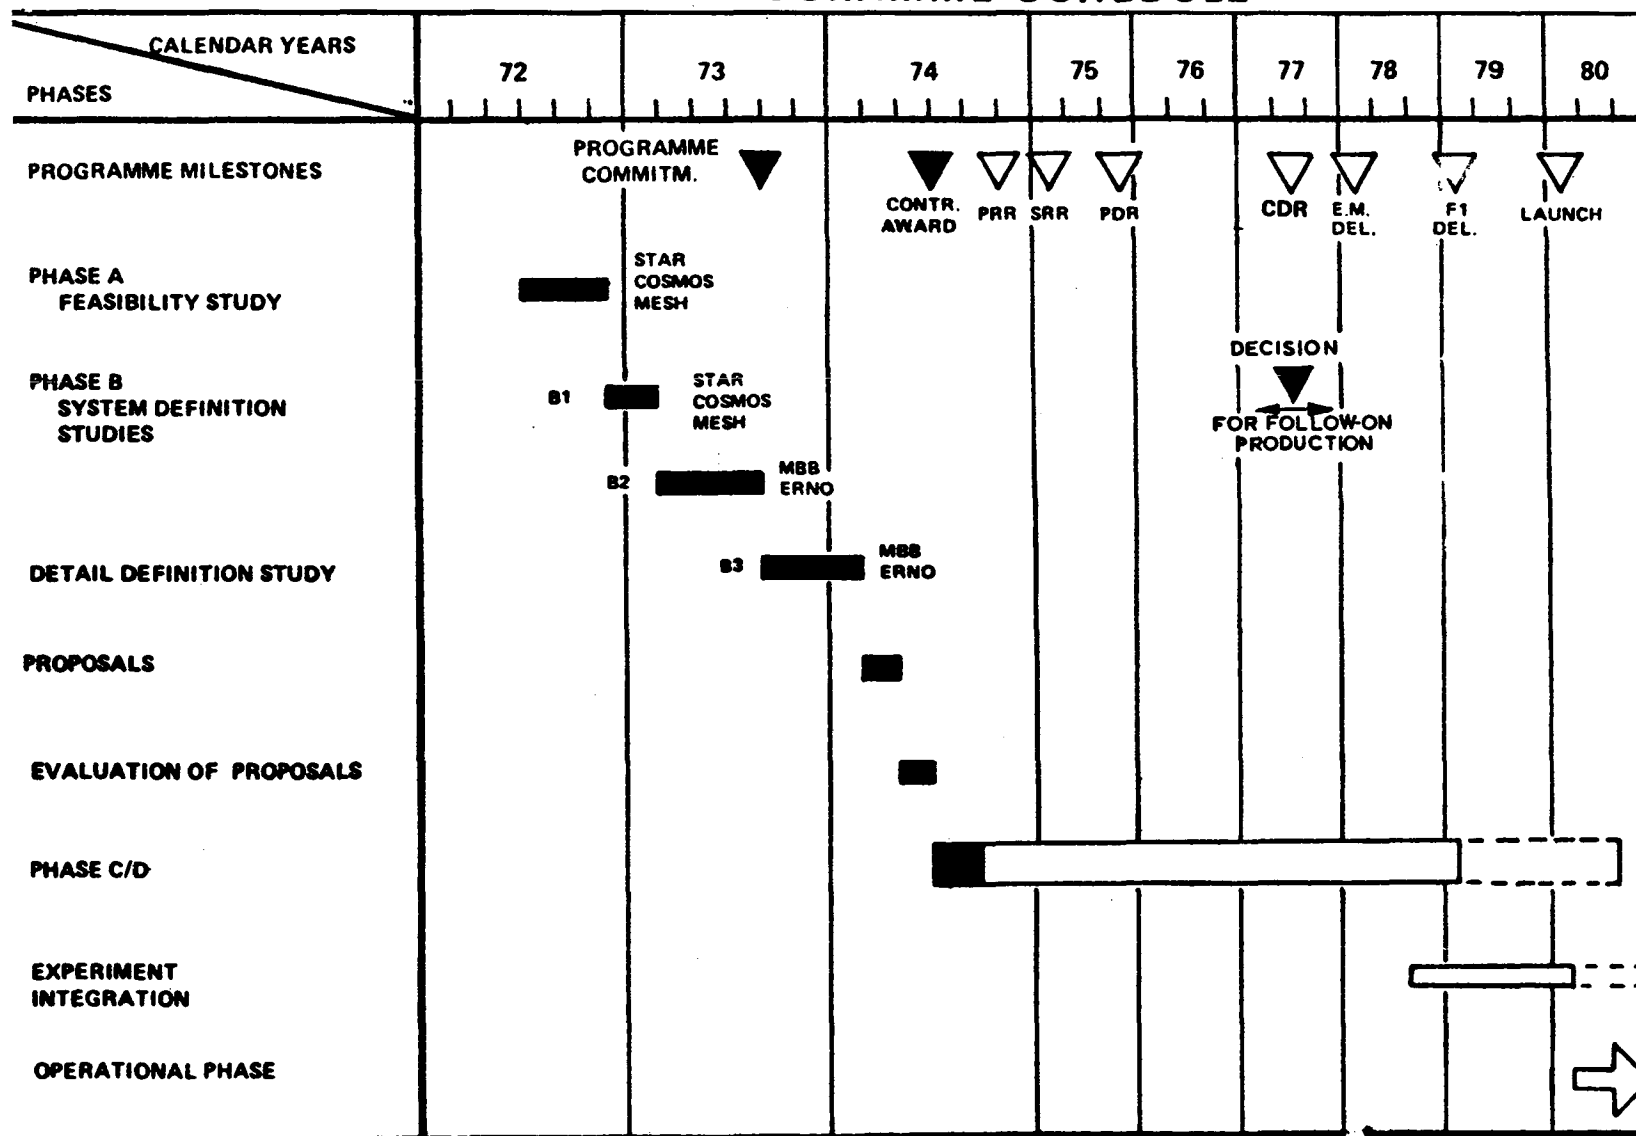 CALENDAR YEARS
PHASES
72 73 74 75 76 77 78 79 80
PROGRAMME MILESTONES
PROGRAMME
COMMITM.
CONTR.
AWARD
PRR
SRR
PDR
CDR
E.M.
DEL.
F1
DEL.
LAUNCH
PHASE A
FEASIBILITY STUDY
STAR
COSMOS
MESH
PHASE B
SYSTEM DEFINITION
STUDIES
B1
STAR
COSMOS
MESH
DECISION
FOR FOLLOW-ON
PRODUCTION
B2
MBB
ERNO
DETAIL DEFINITION STUDY
B3
MBB
ERNO
PROPOSALS
EVALUATION OF PROPOSALS
PHASE C/D
EXPERIMENT
INTEGRATION
OPERATIONAL PHASE